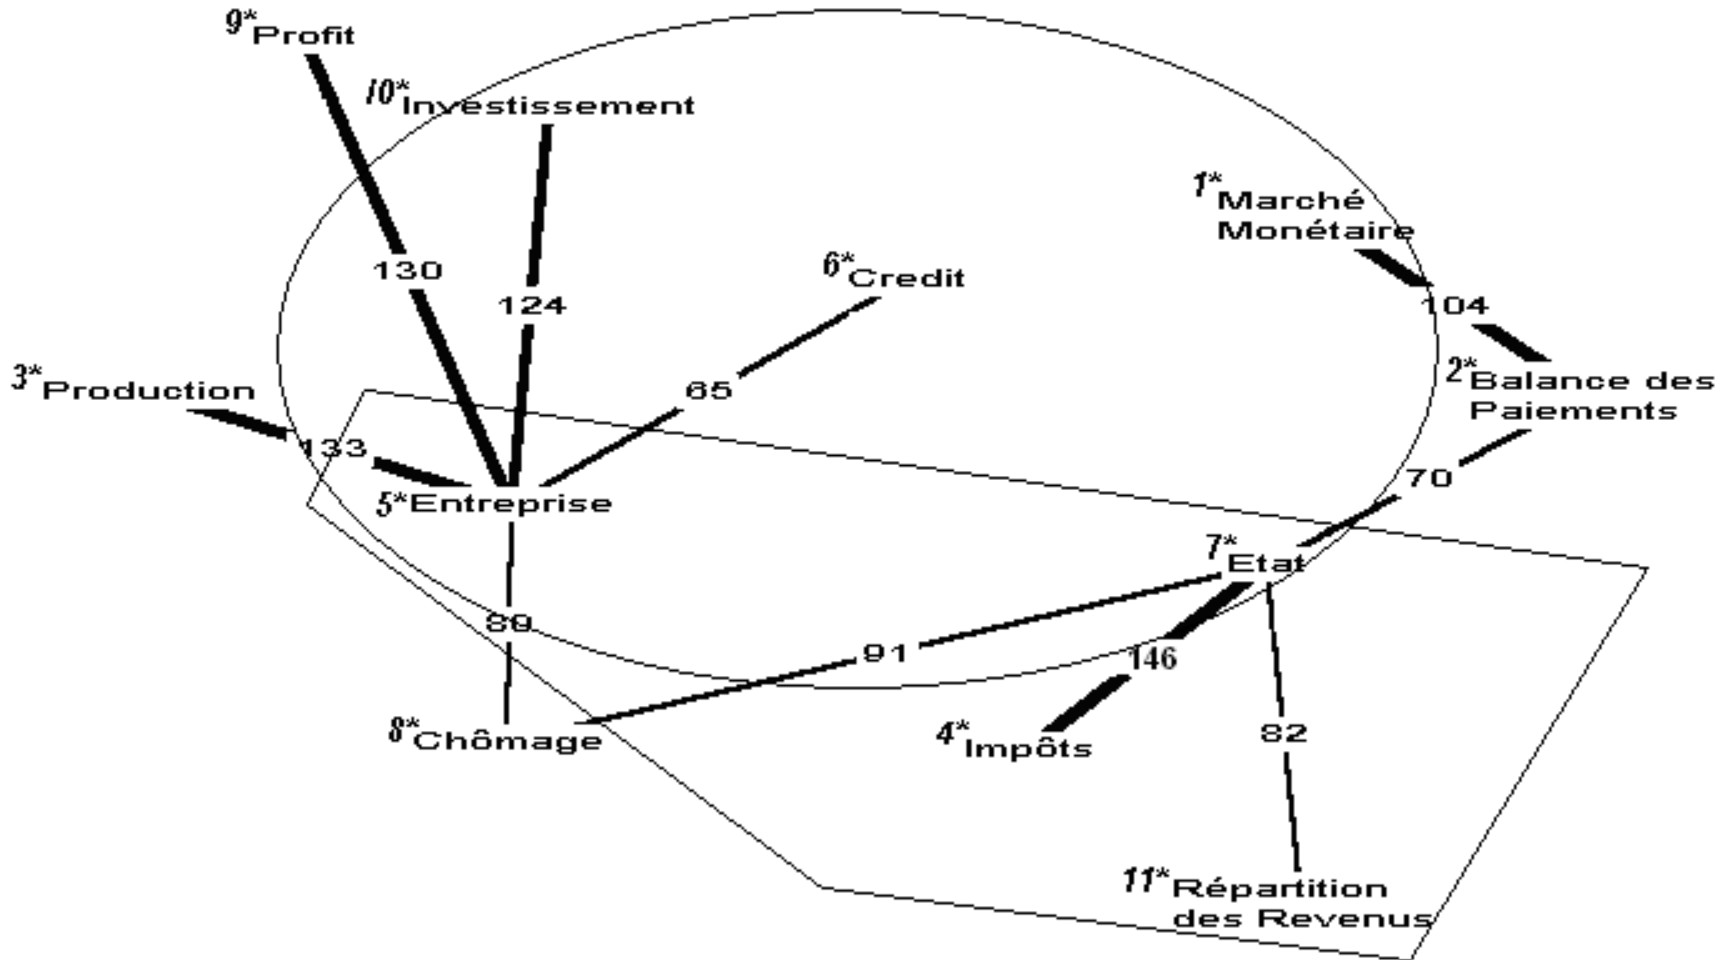 9*Profit
10*Investissement
1*Marché
Monétaire
130
6*Credit
124
104
3*Production
65
2*Balance des
Paiements
133
70
5*Entreprise
7*Etat
89
91
146
8*Chômage
4*Impôts
82
11*Répartition
des Revenus